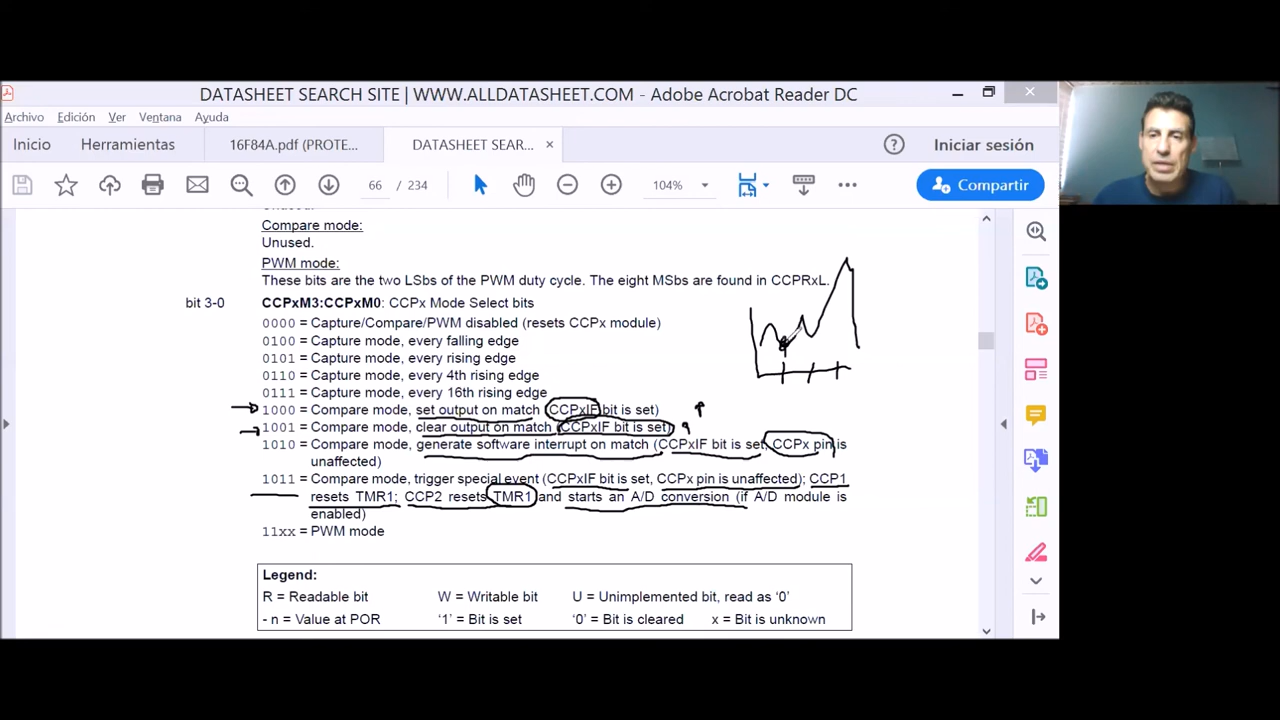 DATASHEET SEARCH SITE | WWW.ALLDATASHEET.COM - Adobe Acrobat Reader DC
Archivo Edición Ver Ventana Ayuda
Inicio Herramientas 16F84A.pdf (PROTE... DATASHEET SEAR... × ? Iniciar sesión
66 / 234 104% Compartir
Compare mode:
Unused.
PWM mode:
These bits are the two LSbs of the PWM duty cycle. The eight MSbs are found in CCPRxL.
bit 3-0 CCPxM3:CCPxM0: CCPx Mode Select bits
0000 = Capture/Compare/PWM disabled (resets CCPx module)
0100 = Capture mode, every falling edge
0101 = Capture mode, every rising edge
0110 = Capture mode, every 4th rising edge
0111 = Capture mode, every 16th rising edge
1000 = Compare mode, set output on match (CCPxIF bit is set)
1001 = Compare mode, clear output on match (CCPxIF bit is set)
1010 = Compare mode, generate software interrupt on match (CCPxIF bit is set, CCPx pin is
unaffected)
1011 = Compare mode, trigger special event (CCPxIF bit is set, CCPx pin is unaffected); CCP1
resets TMR1; CCP2 resets TMR1 and starts an A/D conversion (if A/D module is
enabled)
11xx = PWM mode
Legend:
R = Readable bit W = Writable bit U = Unimplemented bit, read as ‘0’
- n = Value at POR ‘1’ = Bit is set ‘0’ = Bit is cleared x = Bit is unknown